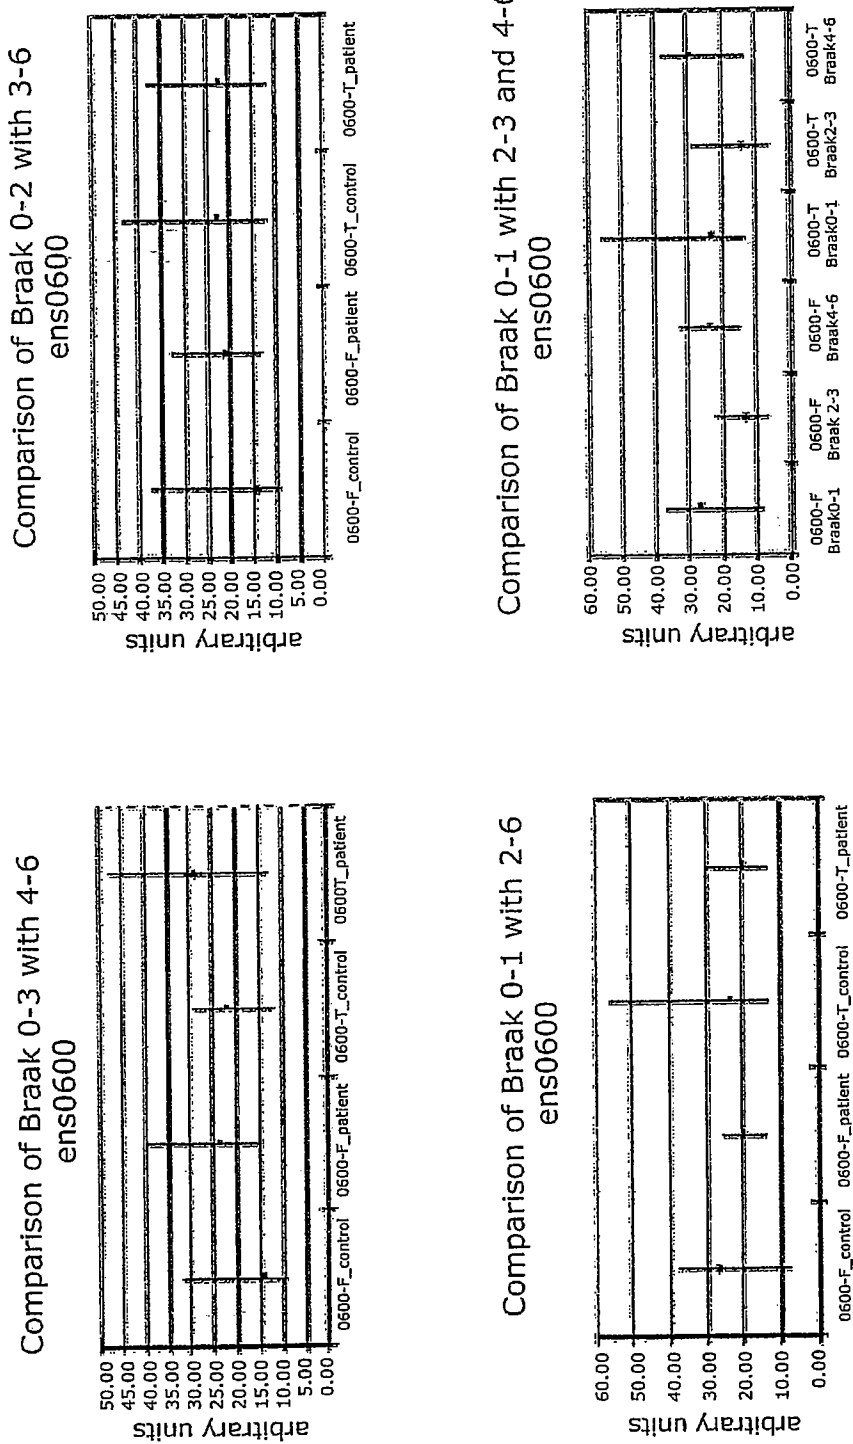 Comparison of Braak 0-3 with 4-6
ens0600
arbitrary units
50.00
45.00
40.00
35.00
30.00
25.00
20.00
15.00
10.00
5.00
0.00
0600-F_control
0600-F_patient
0600-T_control
0600T_patient
Comparison of Braak 0-2 with 3-6
ens0600
arbitrary units
50.00
45.00
40.00
35.00
30.00
25.00
20.00
15.00
10.00
5.00
0.00
0600-F_control
0600-F_patient
0600-T_control
0600-T_patient
Comparison of Braak 0-1 with 2-6
ens0600
arbitrary units
60.00
50.00
40.00
30.00
20.00
10.00
0.00
0600-F_control
0600-F_patient
0600-T_control
0600-T_patient
Comparison of Braak 0-1 with 2-3 and 4-6
ens0600
arbitrary units
60.00
50.00
40.00
30.00
20.00
10.00
0.00
0600-F
Braak0-1
0600-F
Braak 2-3
0600-F
Braak4-6
0600-T
Braak0-1
0600-T
Braak2-3
0600-T
Braak4-6